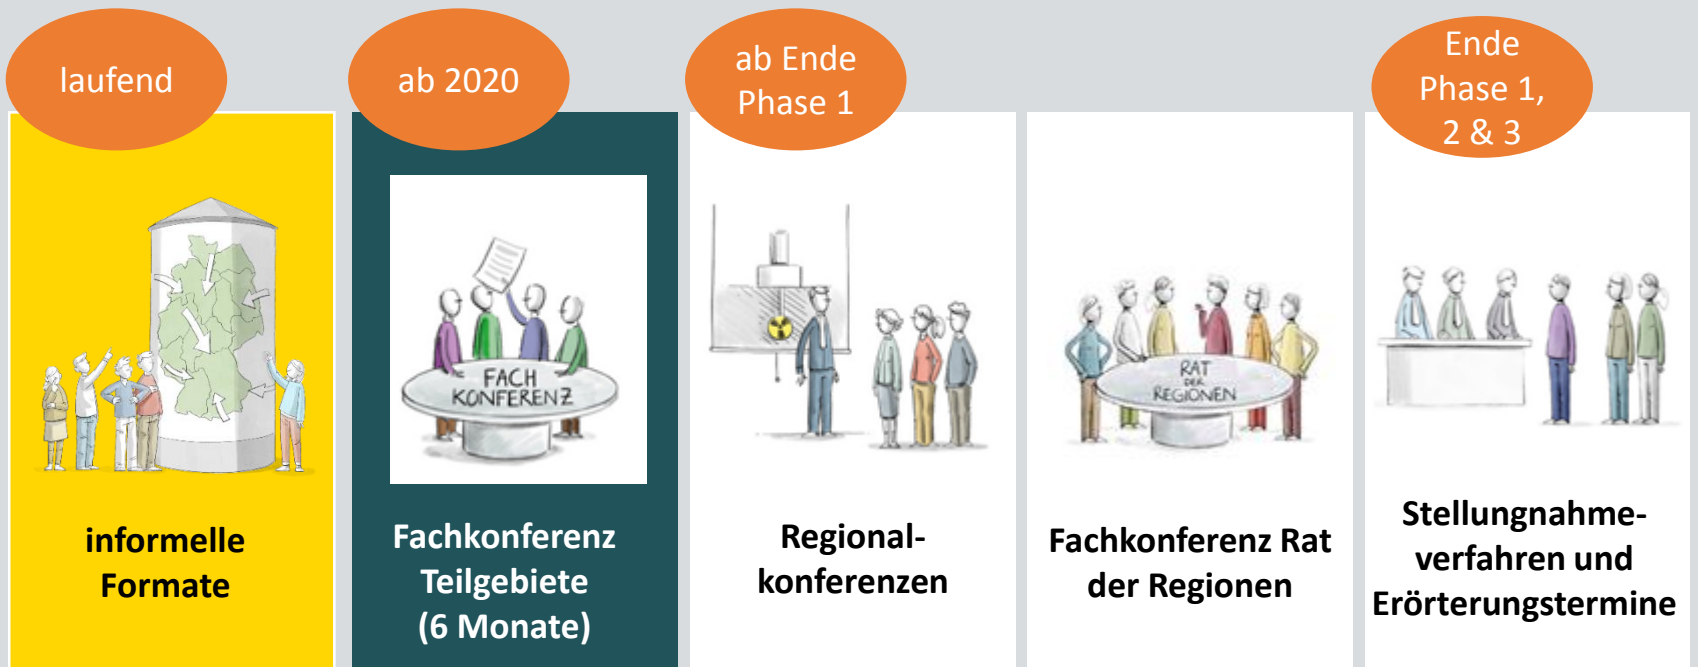 laufend
ab 2020
ab Ende
Phase 1
Ende
Phase 1,
2 & 3
FACH
KONFERENZ
RAT
DER
REGIONEN
informelle
Formate
Fachkonferenz
Teilgebiete
(6 Monate)
Regional-
konferenzen
Fachkonferenz Rat
der Regionen
Stellungnahme-
verfahren und
Erörterungstermine